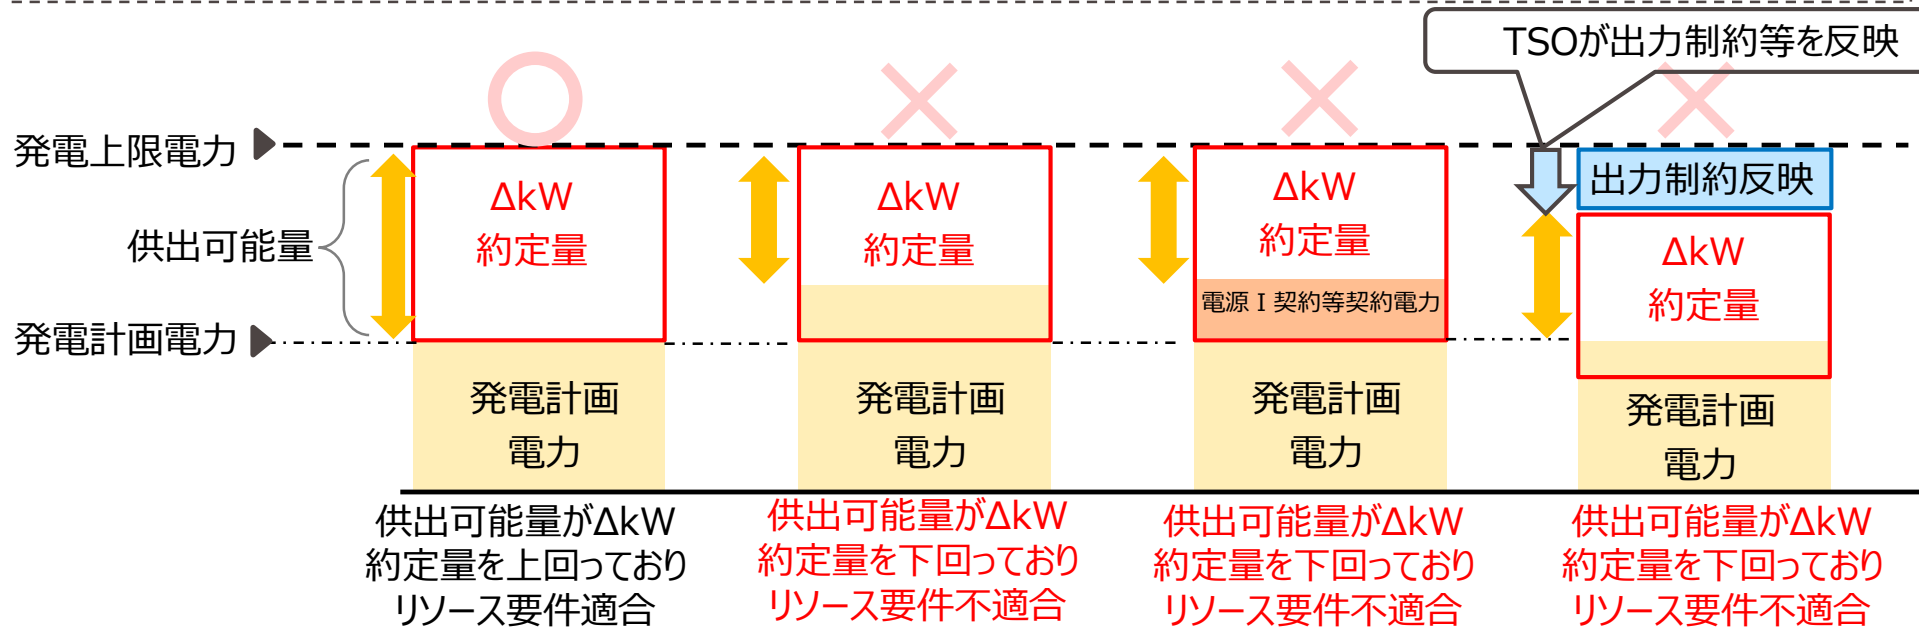 TSOが出力制約等を反映
発電上限電力
供出可能量
発電計画電力
ΔkW
約定量
発電計画
電力
供出可能量がΔkW
約定量を上回っており
リソース要件適合
ΔkW
約定量
発電計画
電力
供出可能量がΔkW
約定量を下回っており
リソース要件不適合
ΔkW
約定量
電源Ⅰ契約等契約電力
発電計画
電力
供出可能量がΔkW
約定量を下回っており
リソース要件不適合
出力制約反映
ΔkW
約定量
発電計画
電力
供出可能量がΔkW
約定量を下回っており
リソース要件不適合